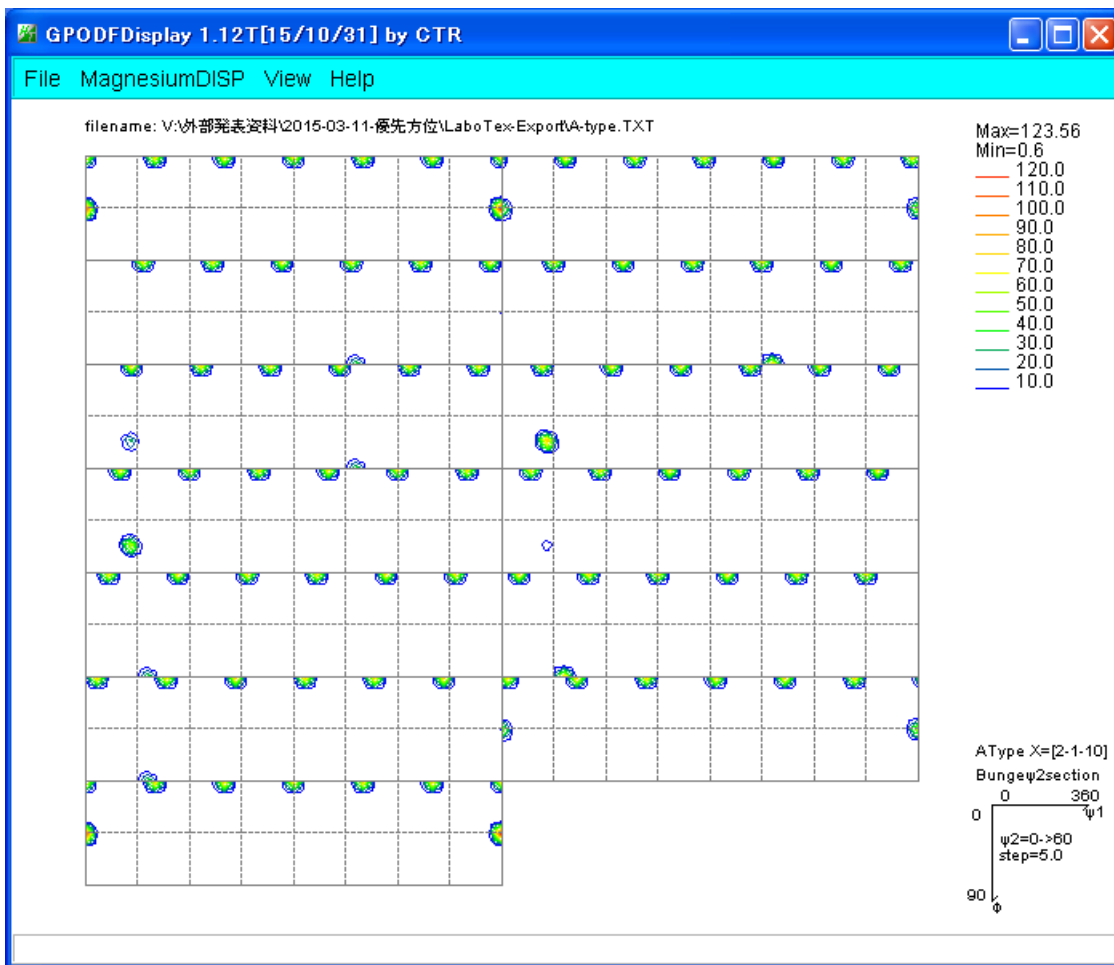 GPODFDisplay 1.12T[15/10/31] by CTR
File MagnesiumDISP View Help
filename: V:\外部発表資料\2015-03-11-優先方位\LaboTex-Export\A-type.TXT
Max=123.56
Min=0.6
120.0
110.0
100.0
90.0
80.0
70.0
60.0
50.0
40.0
30.0
20.0
10.0
AType X=[2-1-10]
Bungeψ2section
0 360
0 ψ1
ψ2=0->60
step=5.0
90
Φ